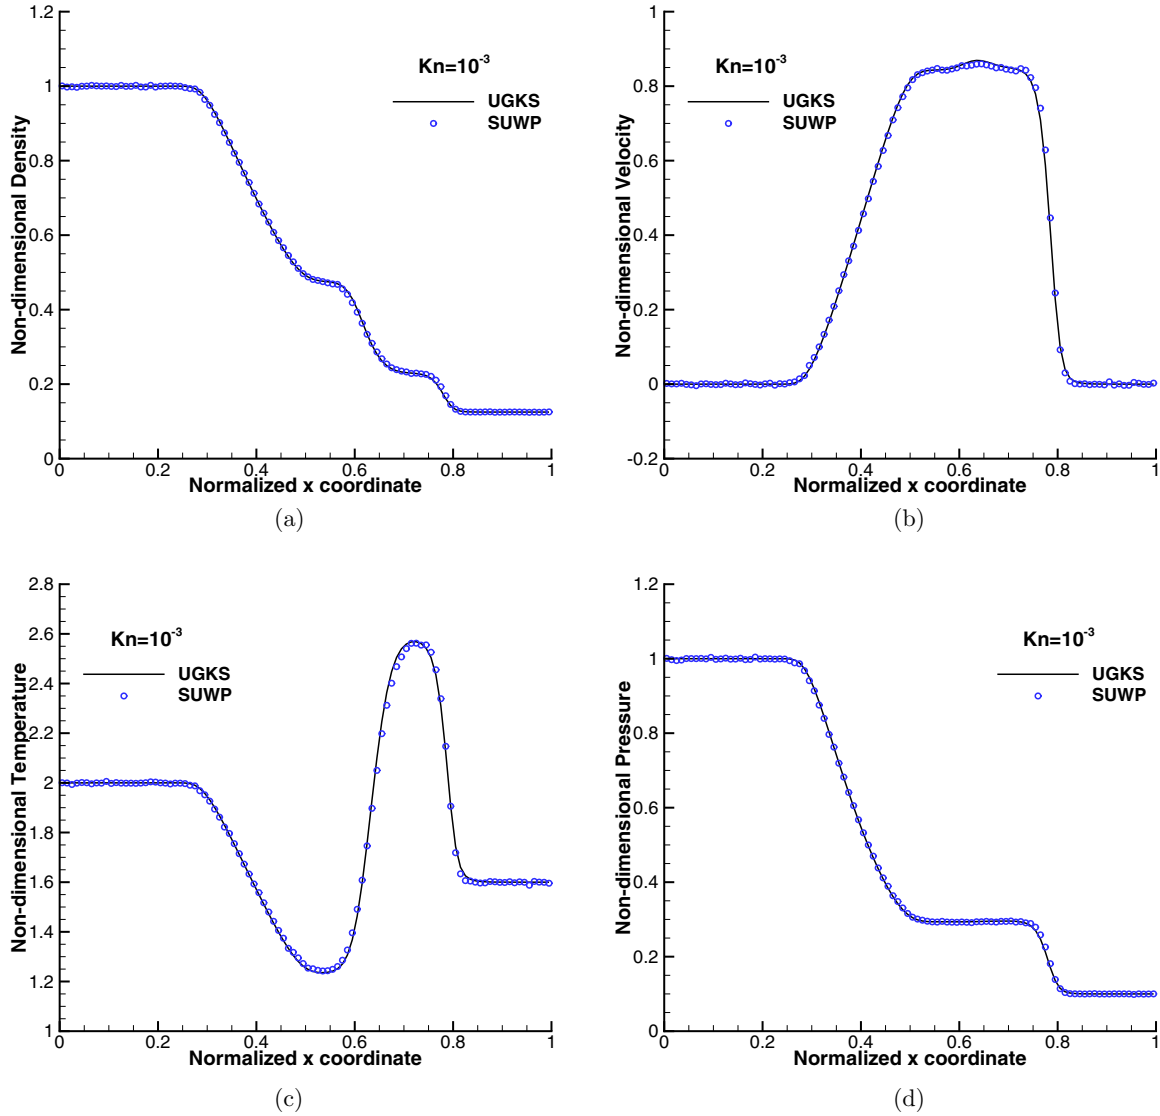 1.2
1
0.8
0.6
0.4
0.2
0
Non-dimensional Density
Kn=10⁻³
UGKS
SUWP
0 0.2 0.4 0.6 0.8 1
Normalized x coordinate
(a)
1
0.8
0.6
0.4
0.2
0
-0.2
Non-dimensional Velocity
Kn=10⁻³
UGKS
SUWP
0 0.2 0.4 0.6 0.8 1
Normalized x coordinate
(b)
2.8
2.6
2.4
2.2
2
1.8
1.6
1.4
1.2
1
Non-dimensional Temperature
Kn=10⁻³
UGKS
SUWP
0 0.2 0.4 0.6 0.8 1
Normalized x coordinate
(c)
1.2
1
0.8
0.6
0.4
0.2
0
Non-dimensional Pressure
Kn=10⁻³
UGKS
SUWP
0 0.2 0.4 0.6 0.8 1
Normalized x coordinate
(d)